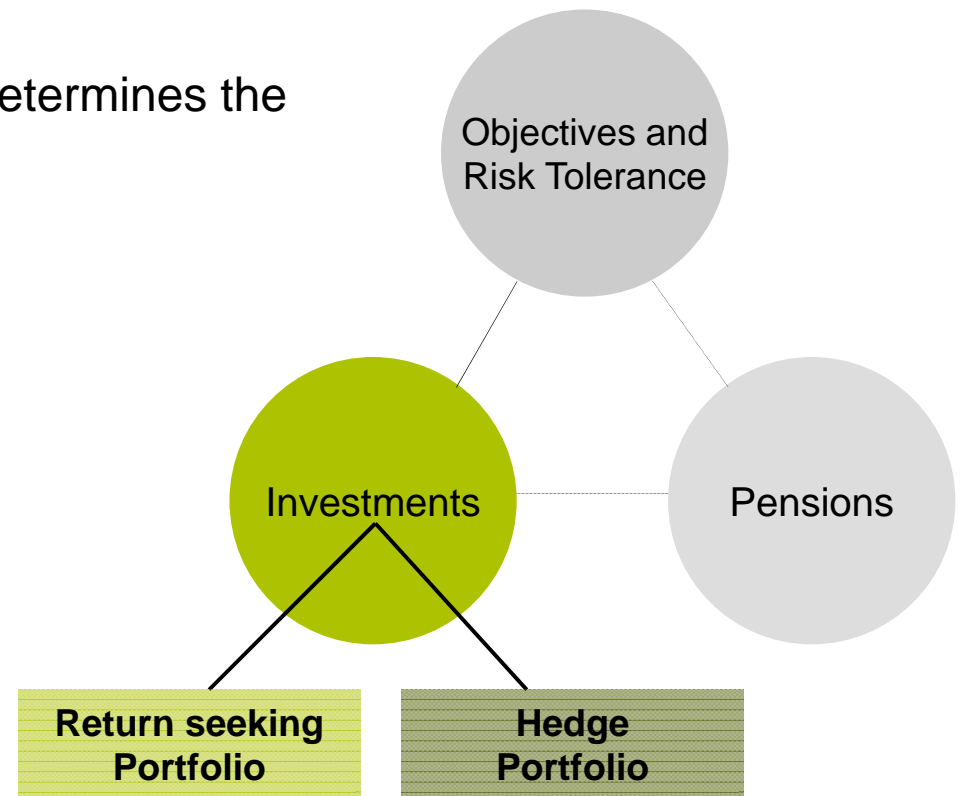 etermines the
Objectives and
Risk Tolerance
Investments
Pensions
Return seeking
Portfolio
Hedge
Portfolio